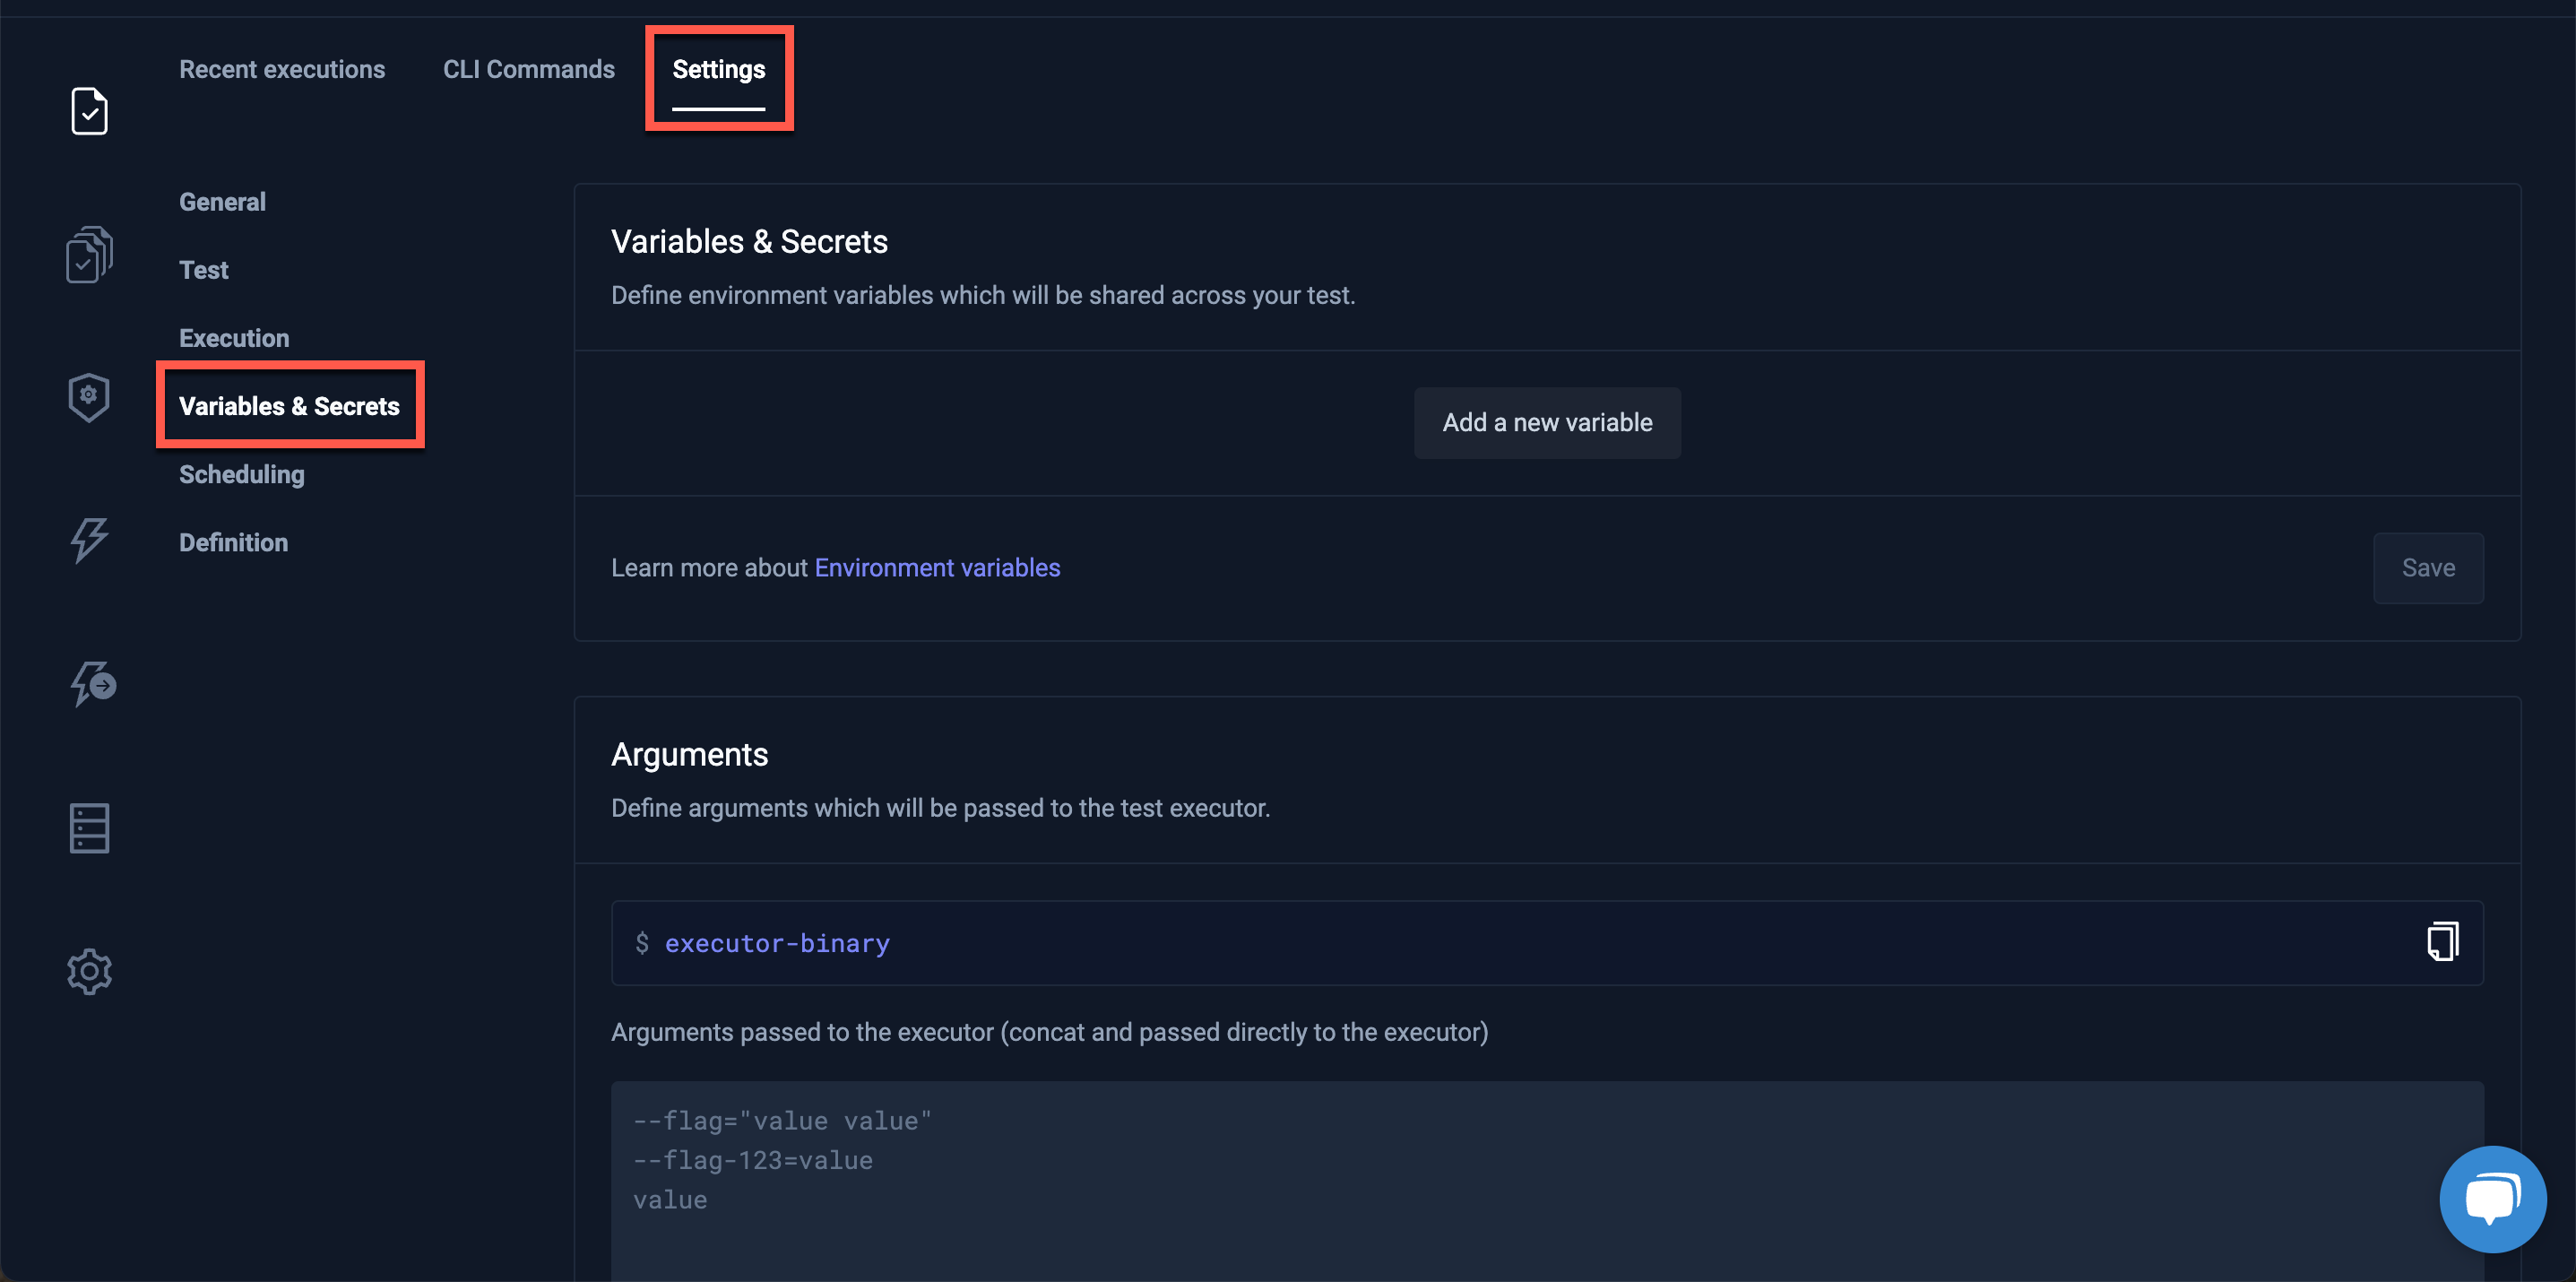 Recent executions
CLI Commands
Settings
General
Test
Execution
Variables & Secrets
Scheduling
Definition
Variables & Secrets
Define environment variables which will be shared across your test.
Add a new variable
Learn more about Environment variables
Save
Arguments
Define arguments which will be passed to the test executor.
$ executor-binary
Arguments passed to the executor (concat and passed directly to the executor)
--flag="value value"
--flag-123=value
value